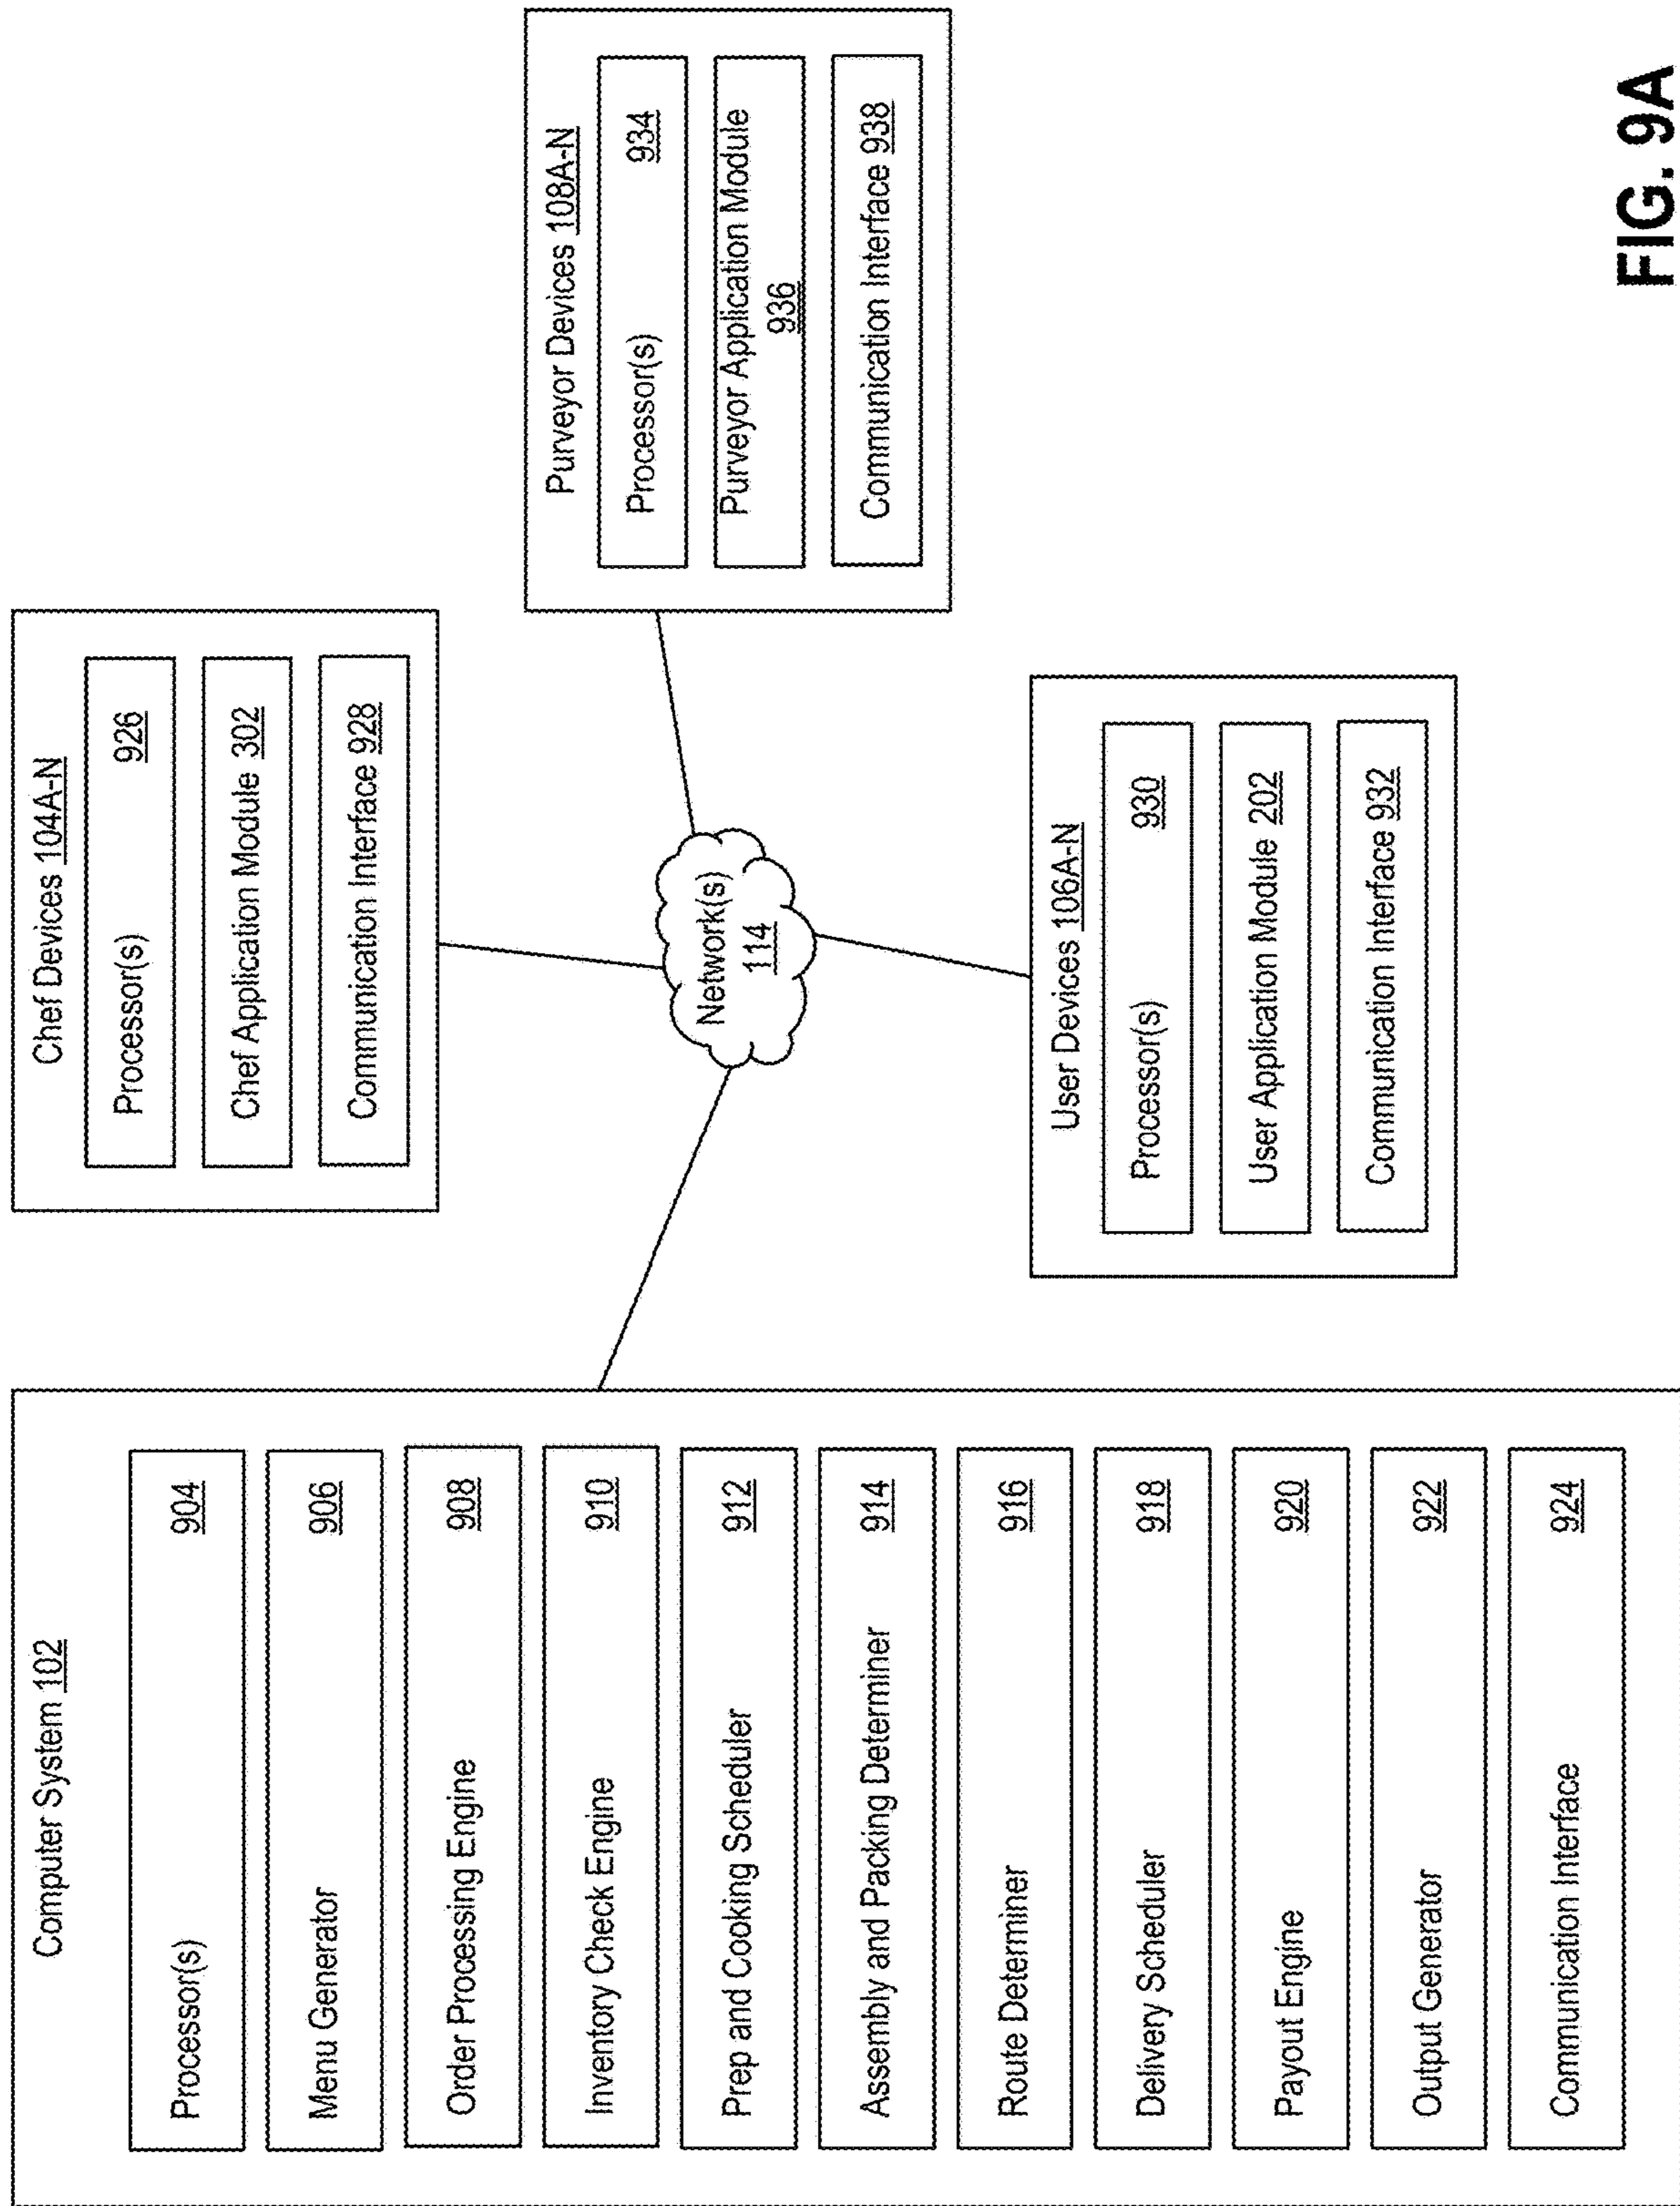 Computer System 102
Processor(s) 904
Menu Generator 906
Order Processing Engine 908
Inventory Check Engine 910
Prep and Cooking Scheduler 912
Assembly and Packing Determiner 914
Route Determiner 916
Delivery Scheduler 918
Payout Engine 920
Output Generator 922
Communication Interface 924
Chef Devices 104A-N
Processor(s) 926
Chef Application Module 302
Communication Interface 928
Network(s)
114
User Devices 106A-N
Processor(s) 930
User Application Module 202
Communication Interface 932
Purveyor Devices 108A-N
Processor(s) 934
Purveyor Application Module
936
Communication Interface 938
FIG. 9A